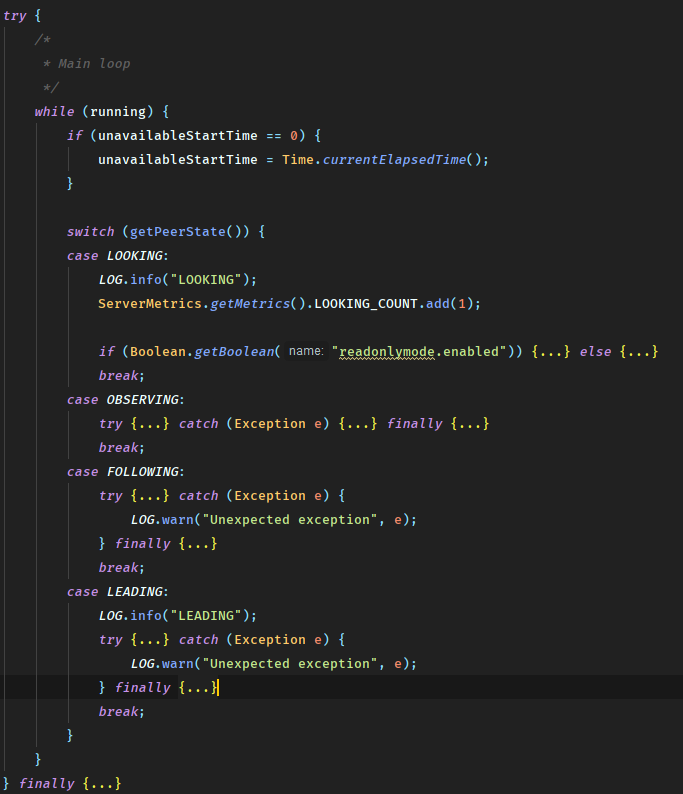 try {
    /*
     * Main loop
     */
    while (running) {
        if (unavailableStartTime == 0) {
            unavailableStartTime = Time.currentElapsedTime();
        }

        switch (getPeerState()) {
        case LOOKING:
            LOG.info("LOOKING");
            ServerMetrics.getMetrics().LOOKING_COUNT.add(1);

            if (Boolean.getBoolean( name: "readonlymode.enabled")) {...} else {...}
            break;
        case OBSERVING:
            try {...} catch (Exception e) {...} finally {...}
            break;
        case FOLLOWING:
            try {...} catch (Exception e) {
                LOG.warn("Unexpected exception", e);
            } finally {...}
            break;
        case LEADING:
            LOG.info("LEADING");
            try {...} catch (Exception e) {
                LOG.warn("Unexpected exception", e);
            } finally {...}
            break;
        }
    }
} finally {...}